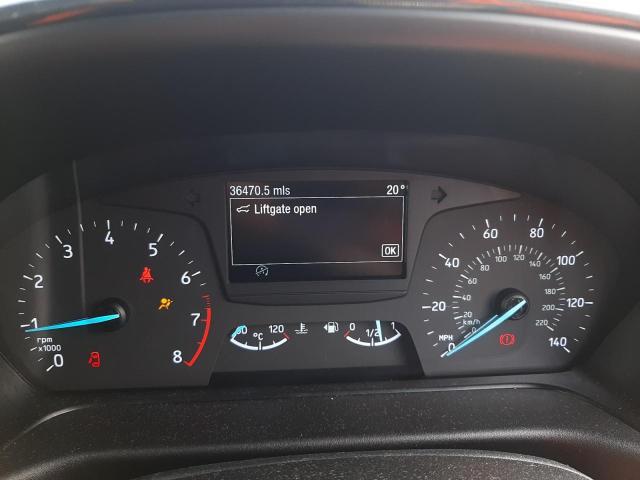 36470.5 mls 20°
Liftgate open
OK
0 1 2 3 4 5 6 7 8
rpm
x1000
60 °C 120
0 1/2 1
0 20 40 60 80 100 120 140
MPH
0 20 40 60 80 100 120 140 160 180 200 220
km/h